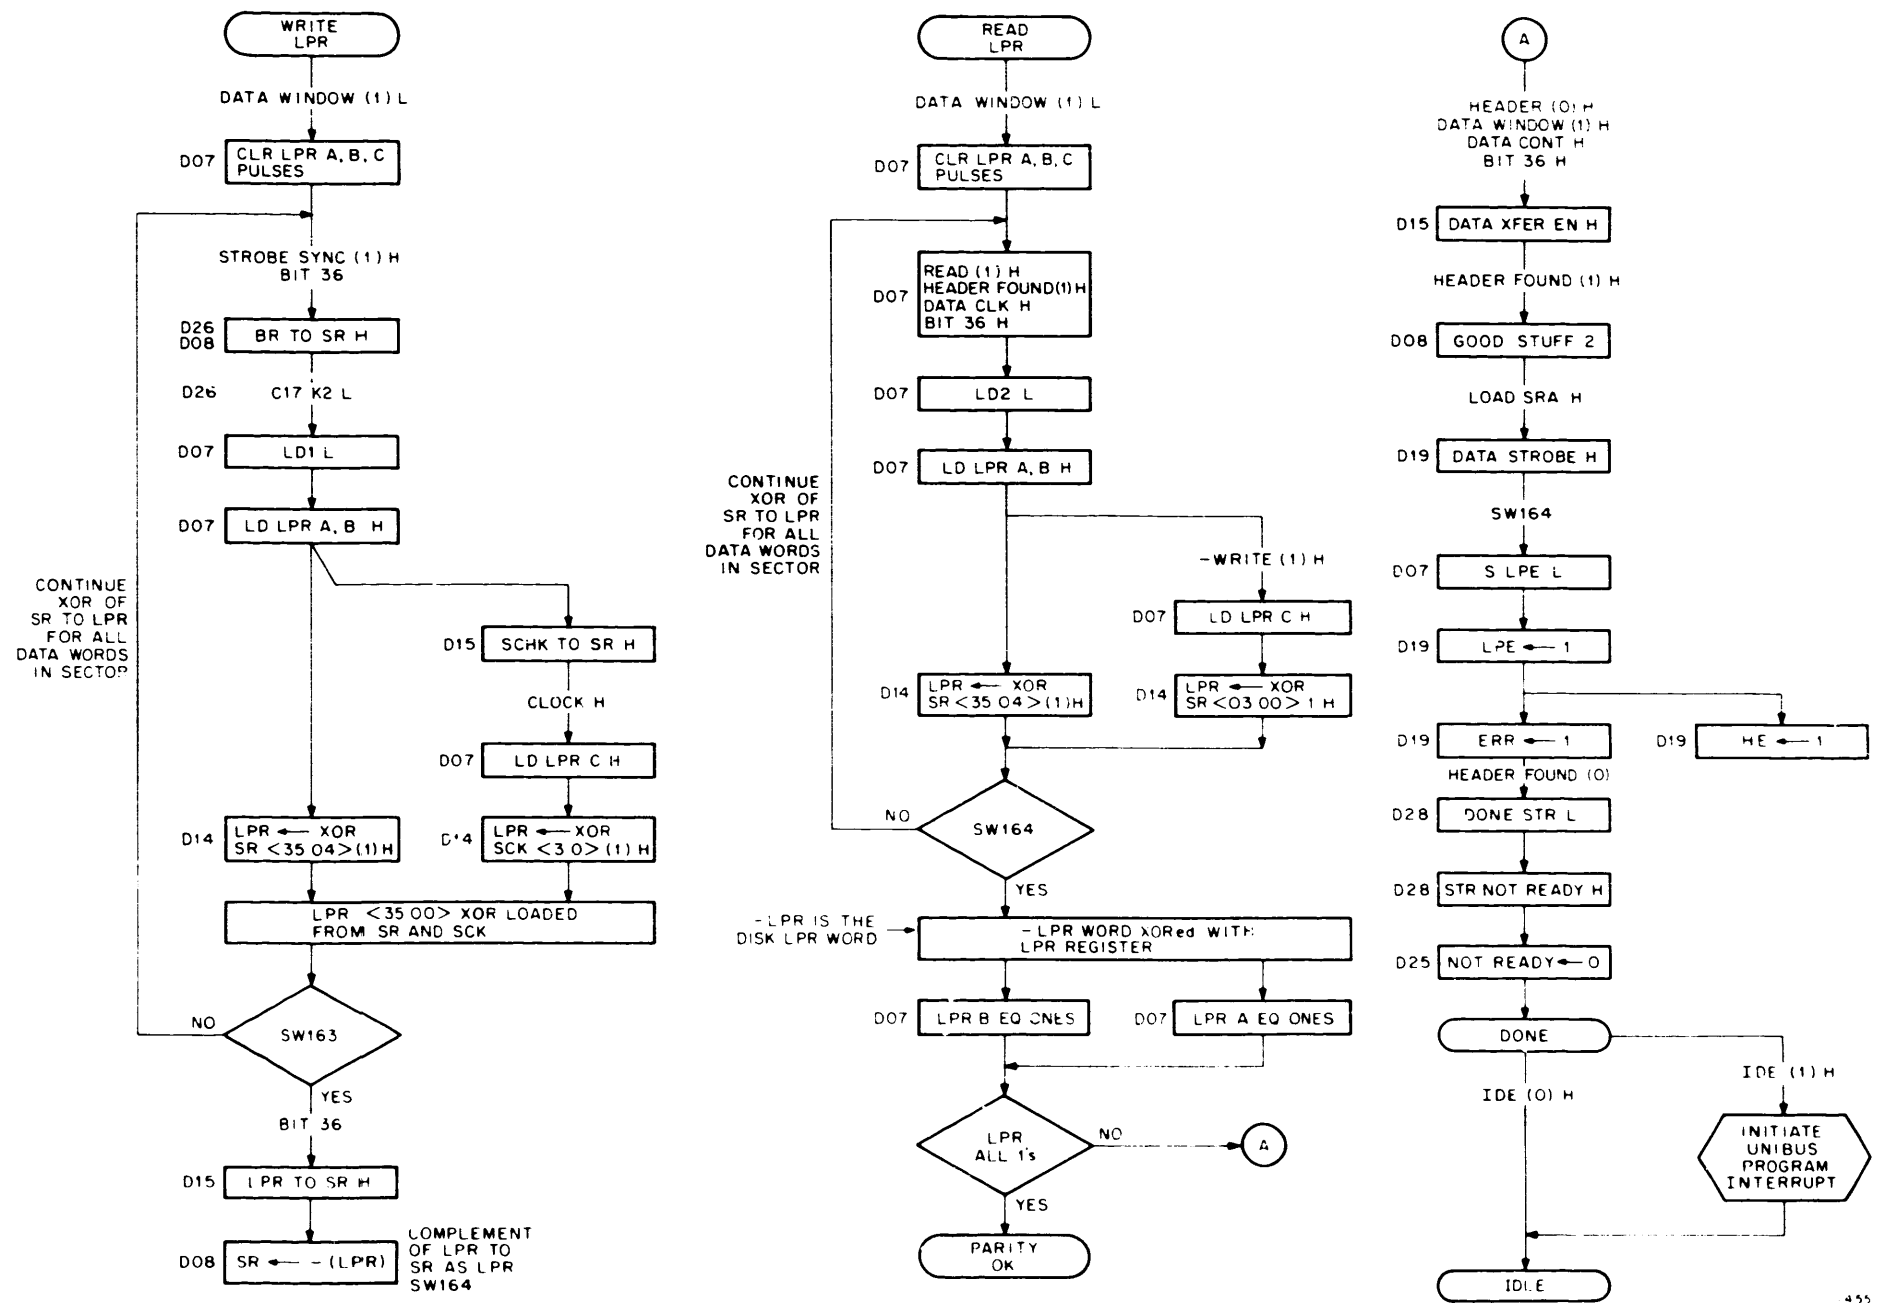 WRITE
LPR
DATA WINDOW (1) L
D07
CLR LPR A, B, C
PULSES
STROBE SYNC (1) H
BIT 36
D26
D08
BR TO SR H
D26
C17 K2 L
D07
LD1 L
D07
LD LPR A, B H
CONTINUE
XOR OF
SR TO LPR
FOR ALL
DATA WORDS
IN SECTOR
D15
SCHK TO SR H
CLOCK H
D07
LD LPR C H
D14
LPR ← XOR
SR <35 04> (1) H
D14
LPR ← XOR
SCK <3 0> (1) H
LPR <35 00> XOR LOADED
FROM SR AND SCK
NO
SW163
YES
BIT 36
D15
LPR TO SR H
D08
SR ← - (LPR)
COMPLEMENT
OF LPR TO
SR AS LPR
SW164
READ
LPR
DATA WINDOW (1) L
D07
CLR LPR A, B, C
PULSES
D07
READ (1) H
HEADER FOUND (1) H
DATA CLK H
BIT 36 H
D07
LD2 L
D07
LD LPR A, B H
CONTINUE
XOR OF
SR TO LPR
FOR ALL
DATA WORDS
IN SECTOR
-WRITE (1) H
D07
LD LPR C H
D14
LPR ← XOR
SR <35 04> (1) H
D14
LPR ← XOR
SR <03 00> 1 H
NO
SW164
YES
-LPR IS THE
DISK LPR WORD
-LPR WORD XORed WITH
LPR REGISTER
D07
LPR B EQ ONES
D07
LPR A EQ ONES
LPR
ALL 1's
NO
A
YES
PARITY
OK
A
HEADER (0) H
DATA WINDOW (1) H
DATA CONT H
BIT 36 H
D15
DATA XFER EN H
HEADER FOUND (1) H
D08
GOOD STUFF 2
LOAD SRA H
D19
DATA STROBE H
SW164
D07
S LPE L
D19
LPE ← 1
D19
ERR ← 1
D19
HE ← 1
HEADER FOUND (0)
D28
DONE STR L
D28
STR NOT READY H
D25
NOT READY ← 0
DONE
IDE (0) H
IDE (1) H
INITIATE
UNIBUS
PROGRAM
INTERRUPT
IDLE